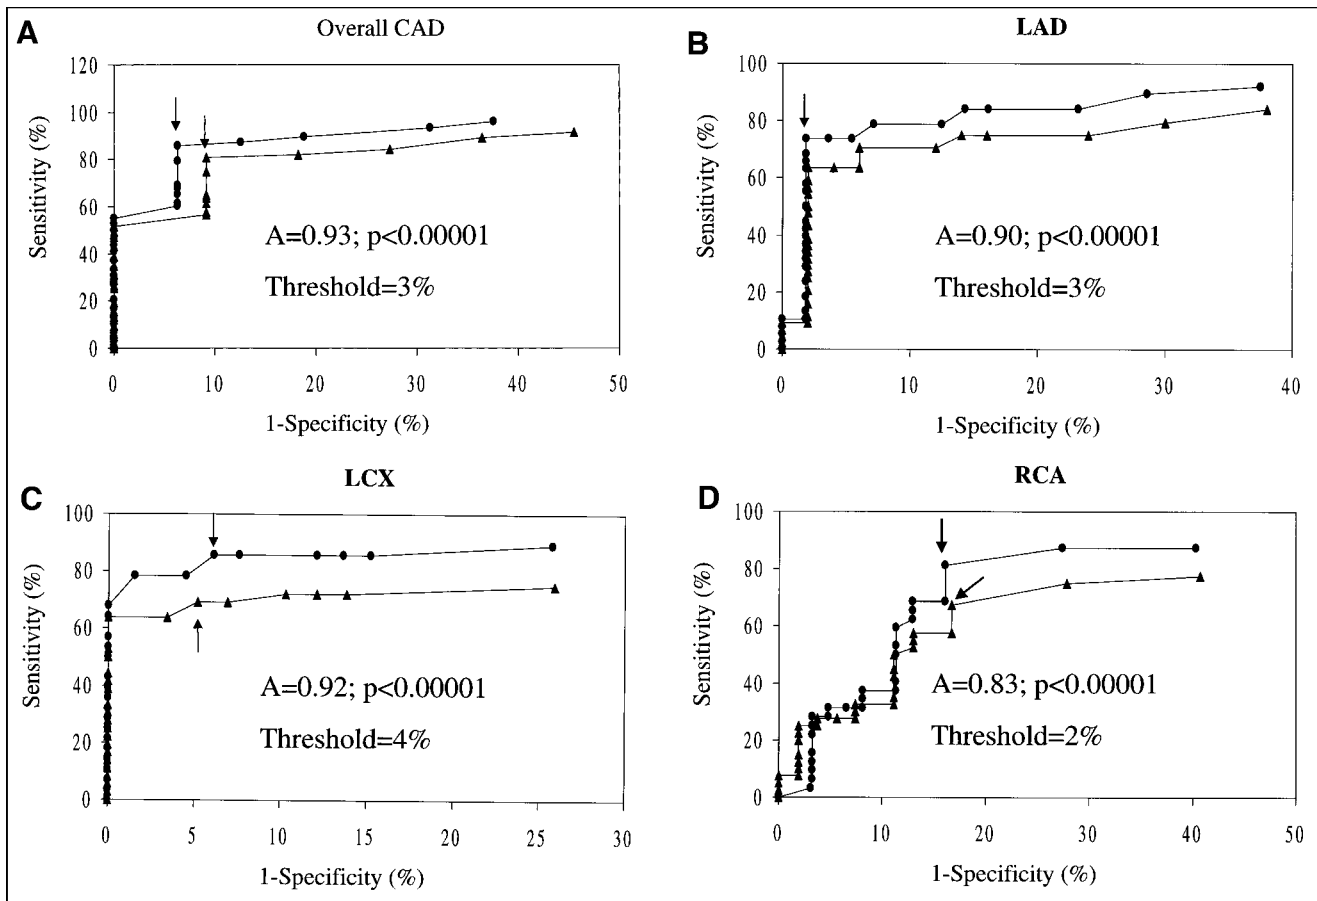 A
Overall CAD
Sensitivity (%)
120
100
80
60
40
20
0
A=0.93; p<0.00001
Threshold=3%
0 10 20 30 40 50
1-Specificity (%)
B
LAD
Sensitivity (%)
100
80
60
40
20
0
A=0.90; p<0.00001
Threshold=3%
0 10 20 30 40
1-Specificity (%)
C
LCX
Sensitivity (%)
100
80
60
40
20
0
A=0.92; p<0.00001
Threshold=4%
0 5 10 15 20 25 30
1-Specificity (%)
D
RCA
Sensitivity (%)
100
80
60
40
20
0
A=0.83; p<0.00001
Threshold=2%
0 10 20 30 40 50
1-Specificity (%)